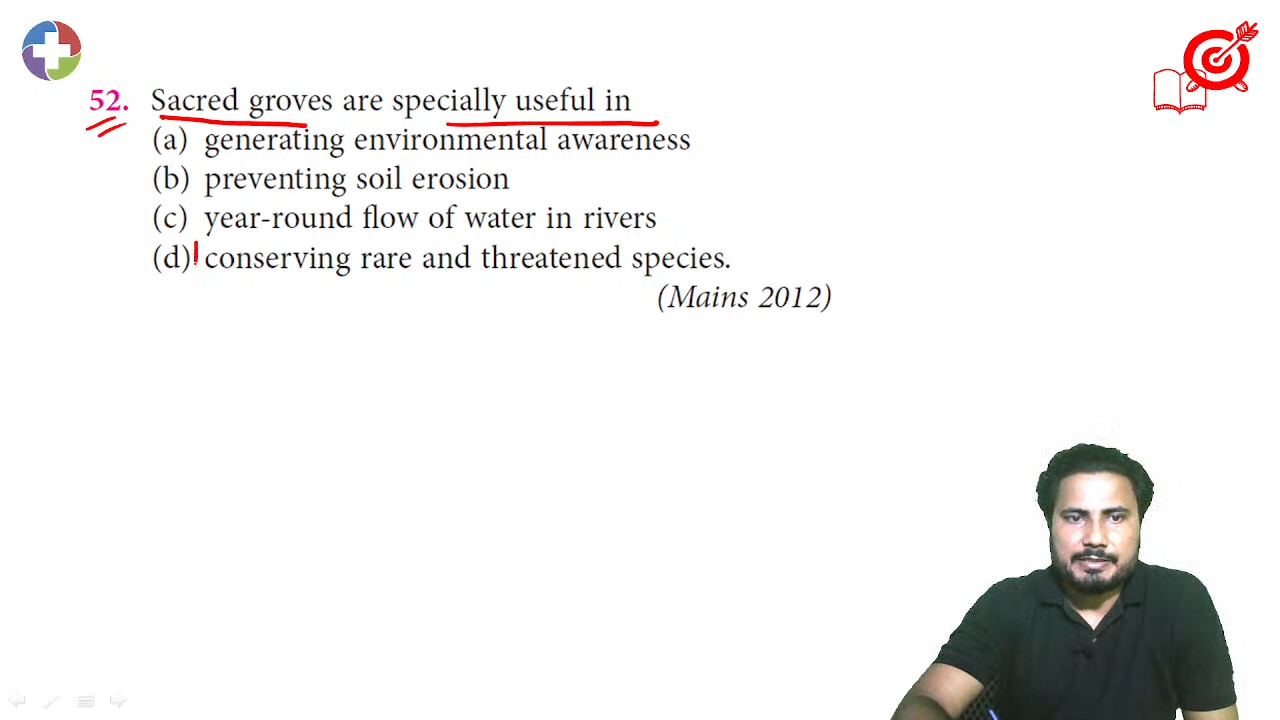 52. Sacred groves are specially useful in
(a) generating environmental awareness
(b) preventing soil erosion
(c) year-round flow of water in rivers
(d) conserving rare and threatened species.
(Mains 2012)